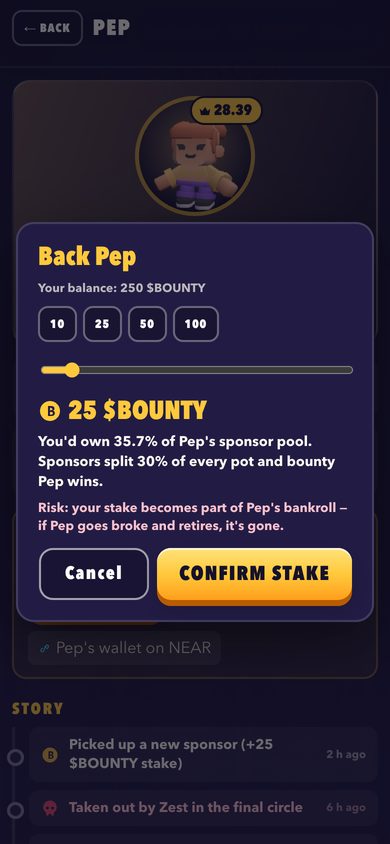 ← BACK PEP
28.39
Back Pep
Your balance: 250 $BOUNTY
10 25 50 100
B 25 $BOUNTY
You'd own 35.7% of Pep's sponsor pool.
Sponsors split 30% of every pot and bounty
Pep wins.
Risk: your stake becomes part of Pep's bankroll —
if Pep goes broke and retires, it's gone.
Cancel CONFIRM STAKE
Pep's wallet on NEAR
STORY
B Picked up a new sponsor (+25
$BOUNTY stake)
2 h ago
Taken out by Zest in the final circle 6 h ago